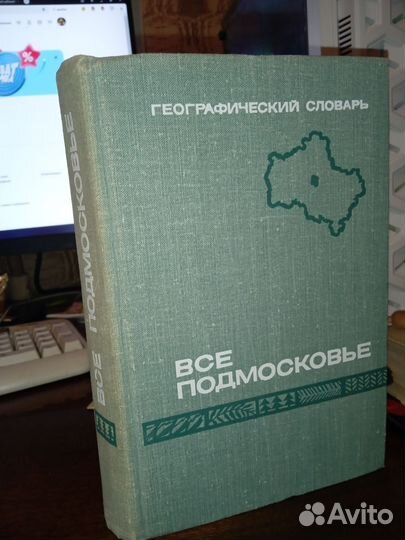 ГЕОГРАФИЧЕСКИЙ СЛОВАРЬ
ВСЕ
ПОДМОСКОВЬЕ
ВСЕ ПОДМОСКОВЬЕ
Avito